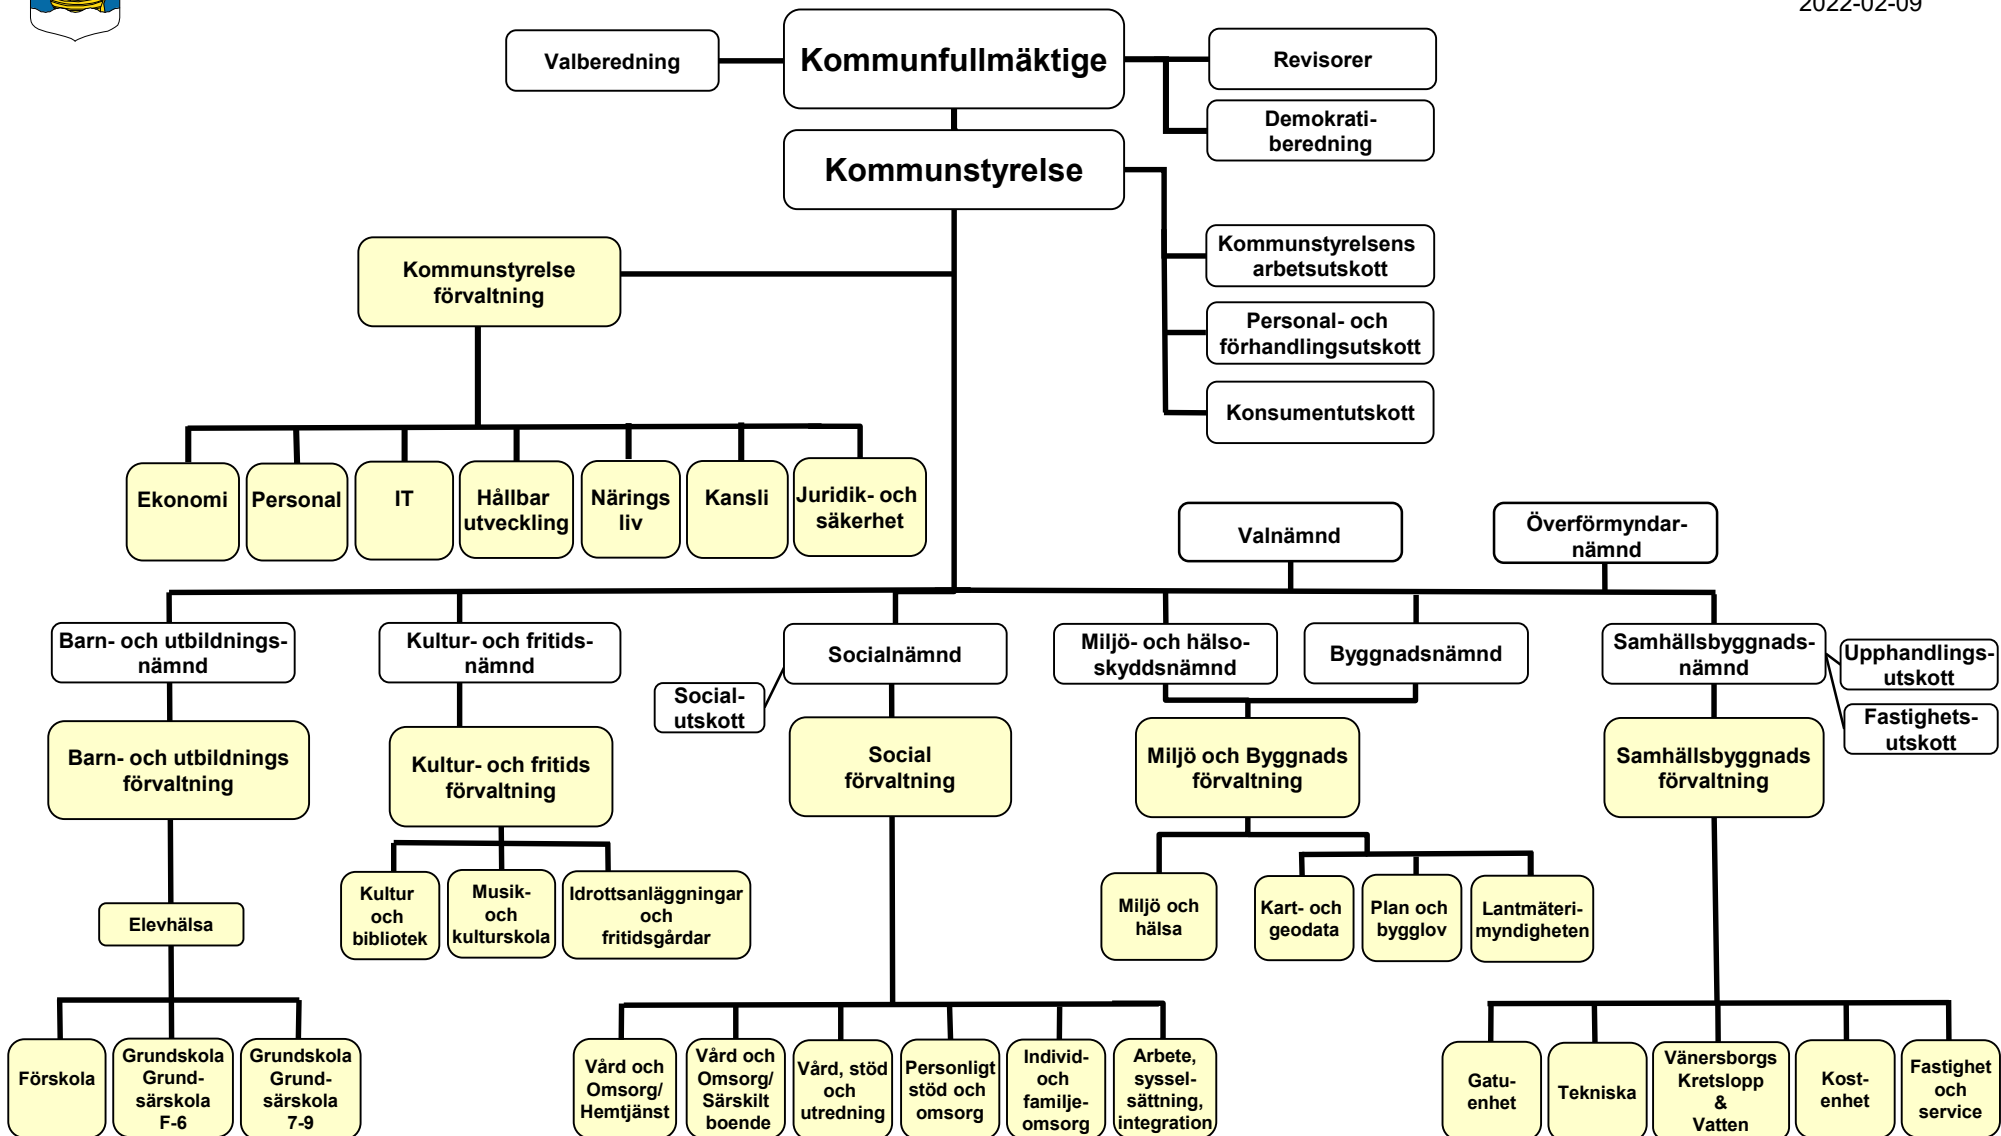 2022-02-09
Valberedning
Kommunfullmäktige
Revisorer
Demokrati-
beredning
Kommunstyrelse
Kommunstyrelse
förvaltning
Kommunstyrelsens
arbetsutskott
Personal- och
förhandlingsutskott
Konsumentutskott
Ekonomi
Personal
IT
Hållbar
utveckling
Närings
liv
Kansli
Juridik- och
säkerhet
Valnämnd
Överförmyndar-
nämnd
Barn- och utbildnings-
nämnd
Kultur- och fritids-
nämnd
Socialnämnd
Social-
utskott
Miljö- och hälso-
skyddsnämnd
Byggnadsnämnd
Samhällsbyggnads-
nämnd
Upphandlings-
utskott
Fastighets-
utskott
Barn- och utbildnings
förvaltning
Kultur- och fritids
förvaltning
Social
förvaltning
Miljö och Byggnads
förvaltning
Samhällsbyggnads
förvaltning
Elevhälsa
Kultur
och
bibliotek
Musik-
och
kulturskola
Idrottsanläggningar
och
fritidsgårdar
Miljö och
hälsa
Kart- och
geodata
Plan och
bygglov
Lantmäteri-
myndigheten
Förskola
Grundskola
Grund-
särskola
F-6
Grundskola
Grund-
särskola
7-9
Vård och
Omsorg/
Hemtjänst
Vård och
Omsorg/
Särskilt
boende
Vård, stöd
och
utredning
Personligt
stöd och
omsorg
Individ-
och
familje-
omsorg
Arbete,
syssel-
sättning,
integration
Gatu-
enhet
Tekniska
Vänersborgs
Kretslopp
&
Vatten
Kost-
enhet
Fastighet
och
service